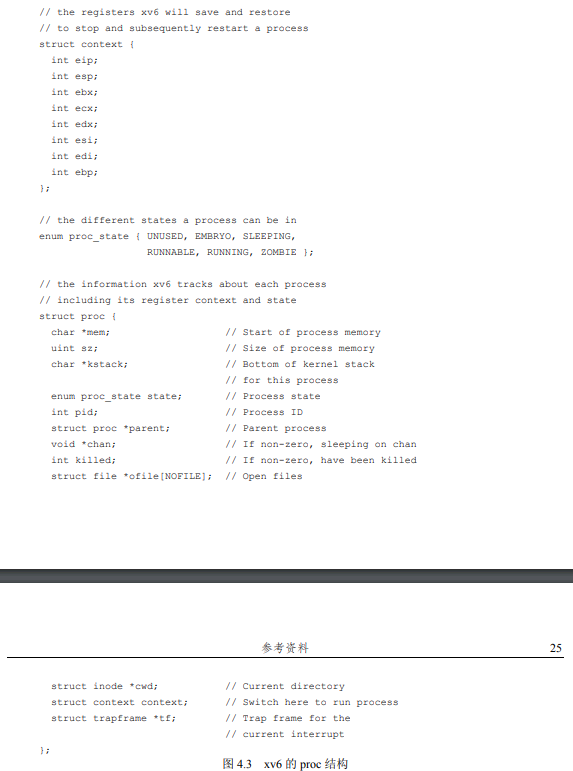 // the registers xv6 will save and restore
// to stop and subsequently restart a process
struct context {
  int eip;
  int esp;
  int ebx;
  int ecx;
  int edx;
  int esi;
  int edi;
  int ebp;
};
// the different states a process can be in
enum proc_state { UNUSED, EMBRYO, SLEEPING,
                  RUNNABLE, RUNNING, ZOMBIE };
// the information xv6 tracks about each process
// including its register context and state
struct proc {
  char *mem;                   // Start of process memory
  uint sz;                     // Size of process memory
  char *kstack;                // Bottom of kernel stack
                               // for this process
  enum proc_state state;       // Process state
  int pid;                     // Process ID
  struct proc *parent;         // Parent process
  void *chan;                  // If non-zero, sleeping on chan
  int killed;                  // If non-zero, have been killed
  struct file *ofile[NOFILE];  // Open files
参考资料 25
  struct inode *cwd;           // Current directory
  struct context context;      // Switch here to run process
  struct trapframe *tf;        // Trap frame for the
                               // current interrupt
};
图 4.3 xv6 的 proc 结构